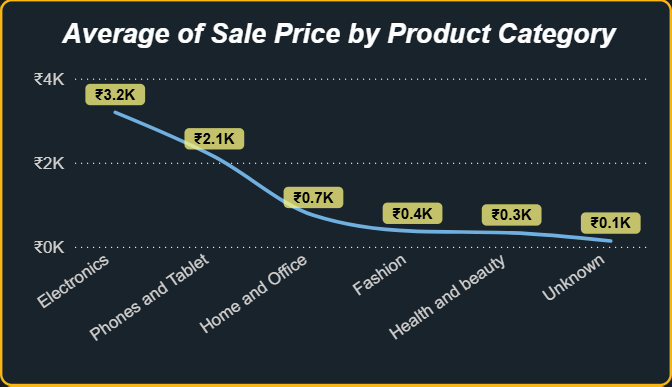 Average of Sale Price by Product Category
₹4K
₹3.2K
₹2.1K
₹2K
₹0.7K
₹0.4K
₹0.3K
₹0.1K
₹0K
Electronics
Phones and Tablet
Home and Office
Fashion
Health and beauty
Unknown